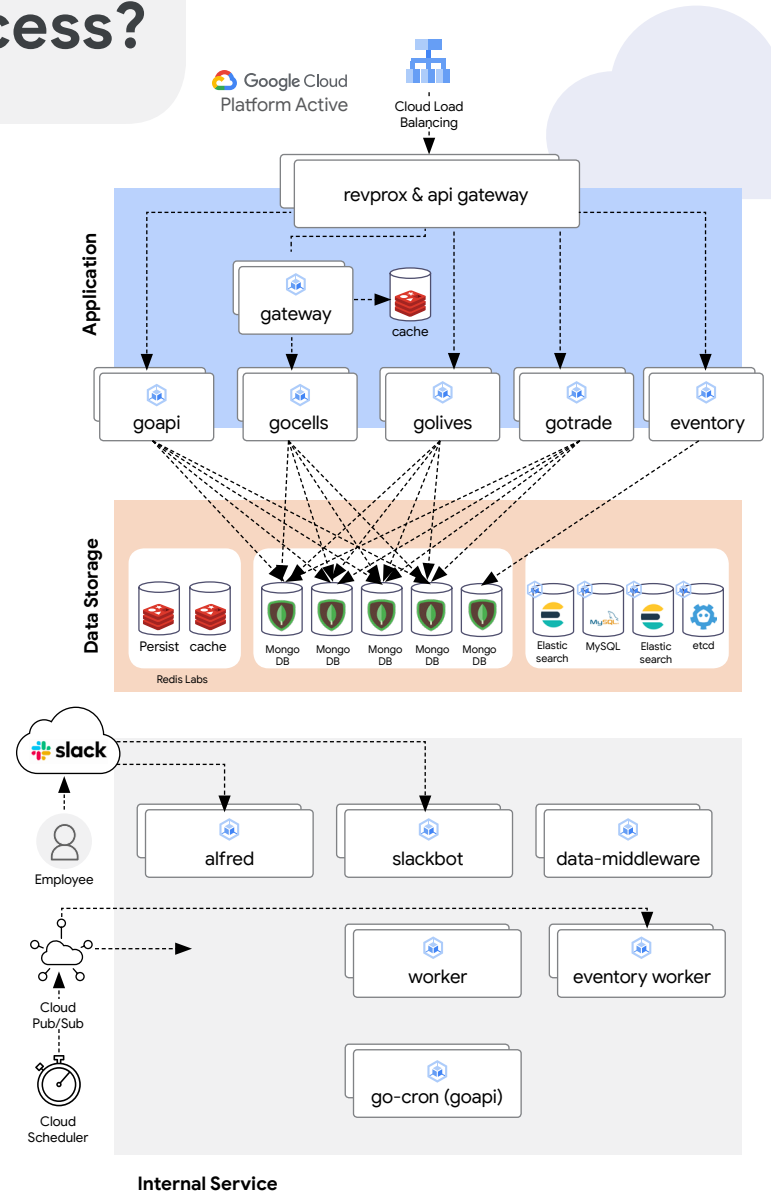 cess?
Google Cloud
Platform Active
Cloud Load
Balancing
revprox & api gateway
Application
gateway
cache
goapi
gocells
golives
gotrade
eventory
Data Storage
Persist
cache
Redis Labs
Mongo
DB
Mongo
DB
Mongo
DB
Mongo
DB
Mongo
DB
Elastic
search
MySQL
MySQL
Elastic
search
etcd
slack
Employee
alfred
slackbot
data-middleware
Cloud
Pub/Sub
worker
eventory worker
Cloud
Scheduler
go-cron (goapi)
Internal Service